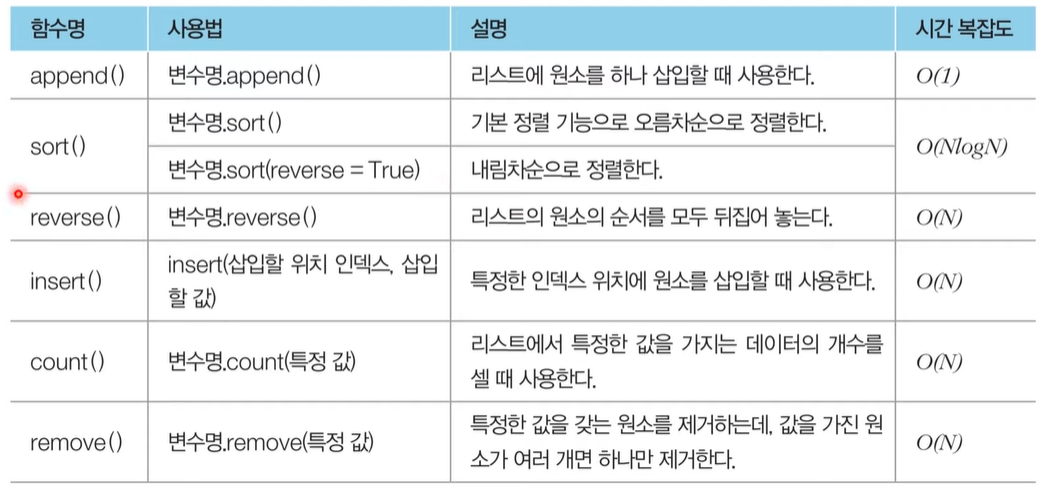 함수명 사용법 설명 시간 복잡도
append() 변수명.append() 리스트에 원소를 하나 삽입할 때 사용한다. O(1)
sort() 변수명.sort() 기본 정렬 기능으로 오름차순으로 정렬한다. O(NlogN)
변수명.sort(reverse = True) 내림차순으로 정렬한다.
reverse() 변수명.reverse() 리스트의 원소의 순서를 모두 뒤집어 놓는다. O(N)
insert() insert(삽입할 위치 인덱스, 삽입
할 값) 특정한 인덱스 위치에 원소를 삽입할 때 사용한다. O(N)
count() 변수명.count(특정 값) 리스트에서 특정한 값을 가지는 데이터의 개수를
셀 때 사용한다. O(N)
remove() 변수명.remove(특정 값) 특정한 값을 갖는 원소를 제거하는데, 값을 가진 원
소가 여러 개면 하나만 제거한다. O(N)